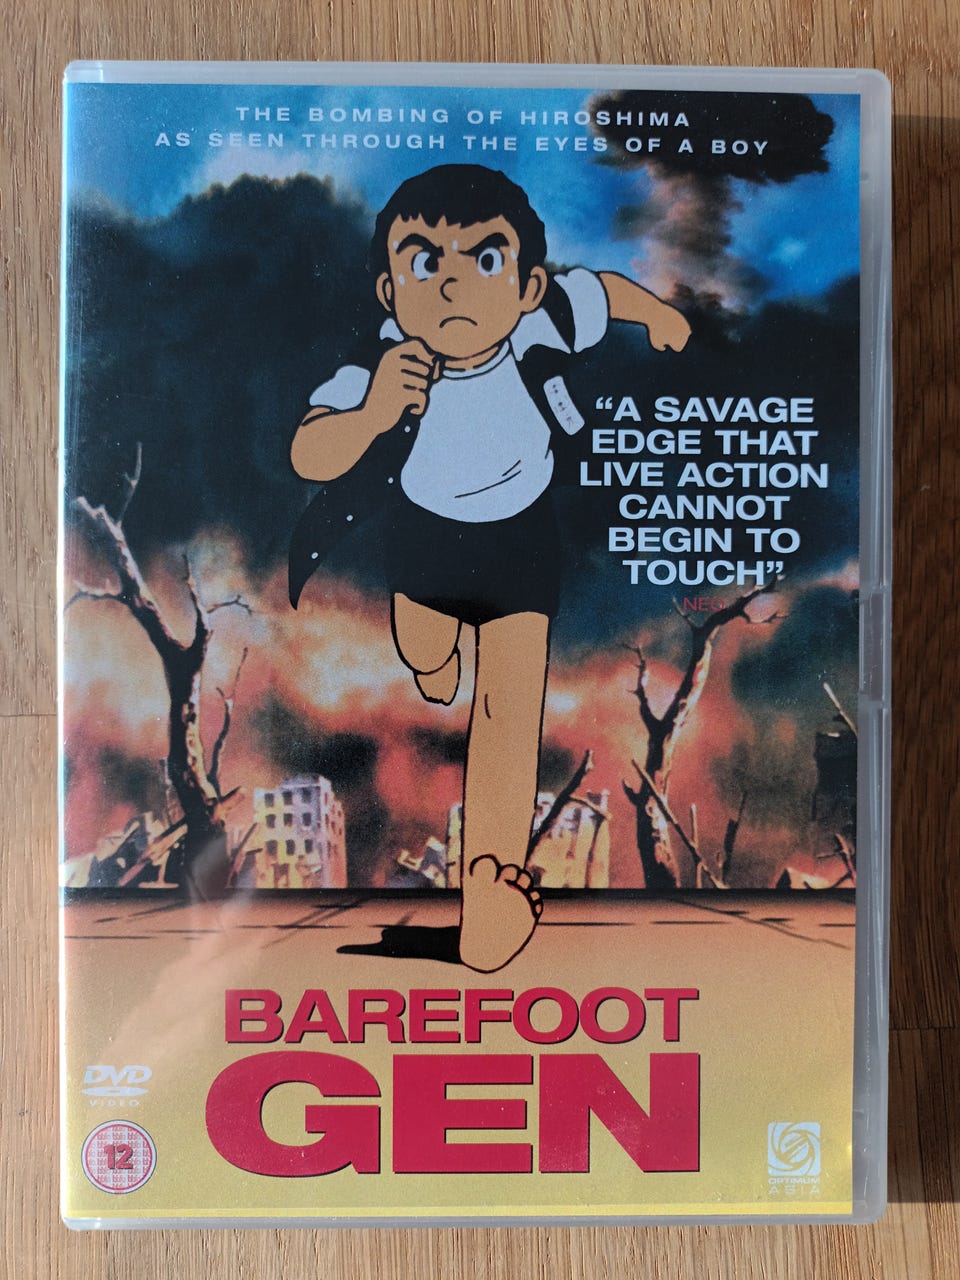 THE BOMBING OF HIROSHIMA
AS SEEN THROUGH THE EYES OF A BOY
“A SAVAGE
EDGE THAT
LIVE ACTION
CANNOT
BEGIN TO
TOUCH”
NEO
BAREFOOT
GEN
DVD
VIDEO
12
OPTIMUM
ASIA